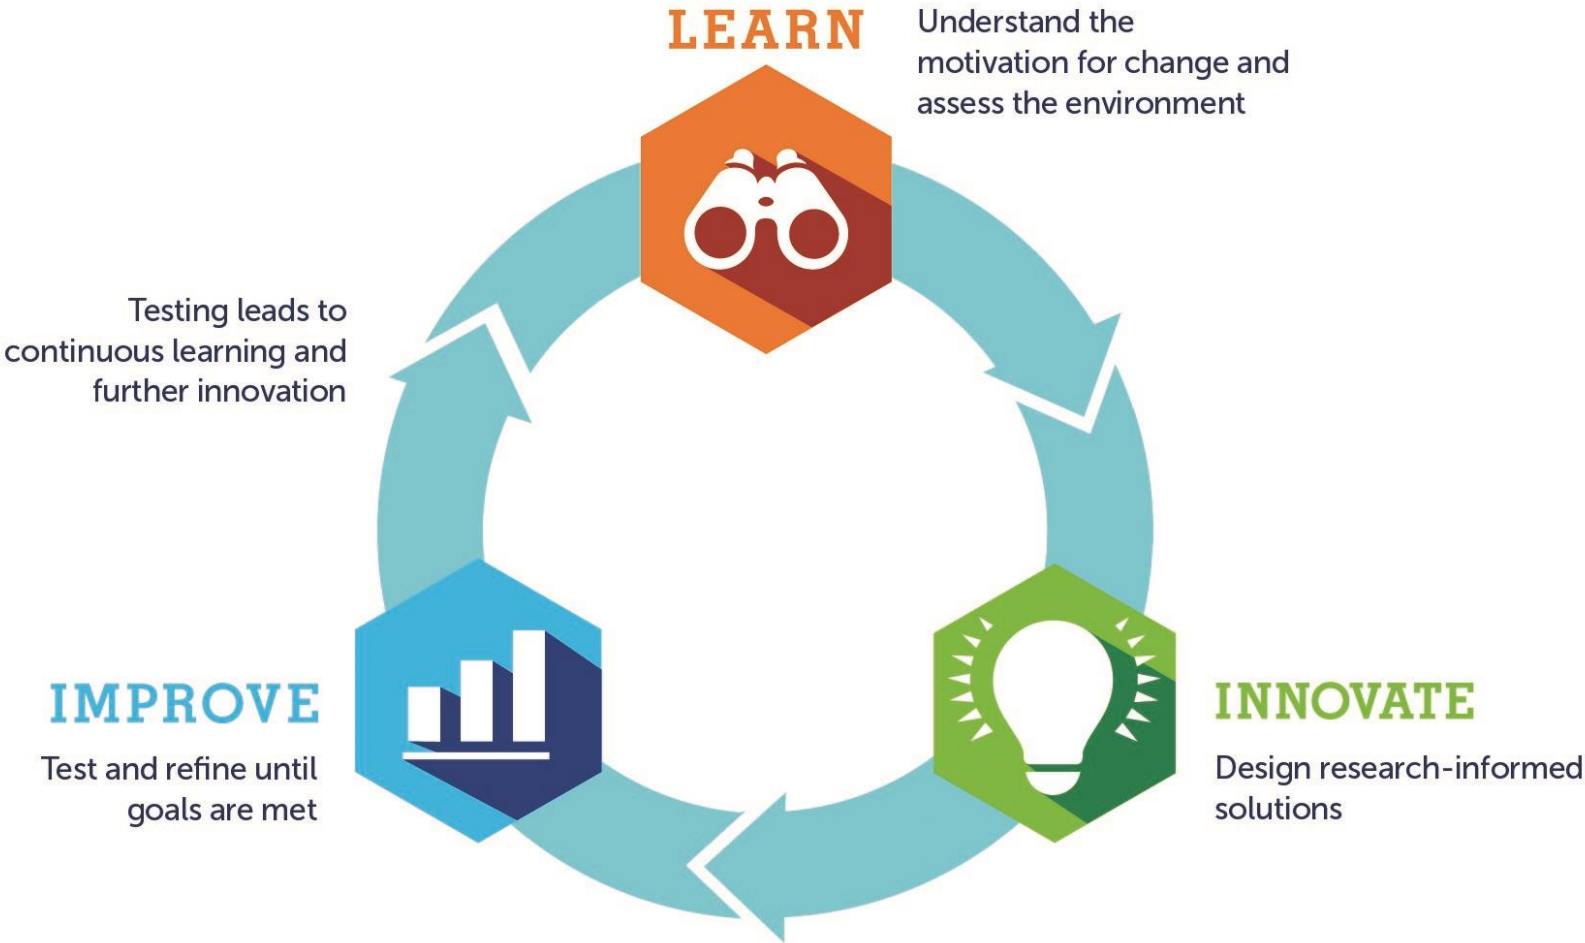 LEARN
Understand the
motivation for change and
assess the environment
Testing leads to
continuous learning and
further innovation
IMPROVE
Test and refine until
goals are met
INNOVATE
Design research-informed
solutions